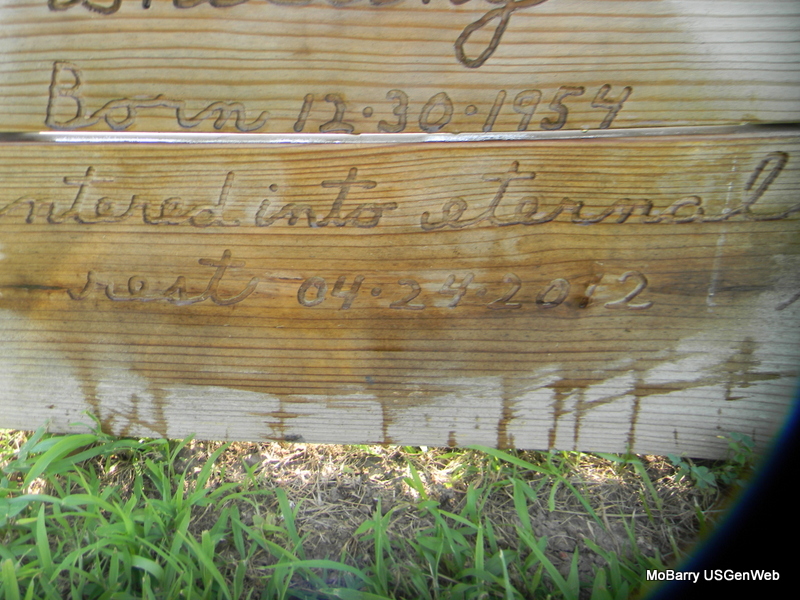 Born 12·30·1954
ntered into eternal
rest 04·24·2012
MoBarry USGenWeb